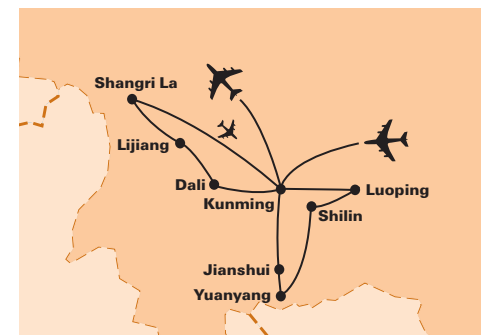 Shangri La
Lijiang
Dali
Kunming
Luoping
Shilin
Jianshui
Yuanyang